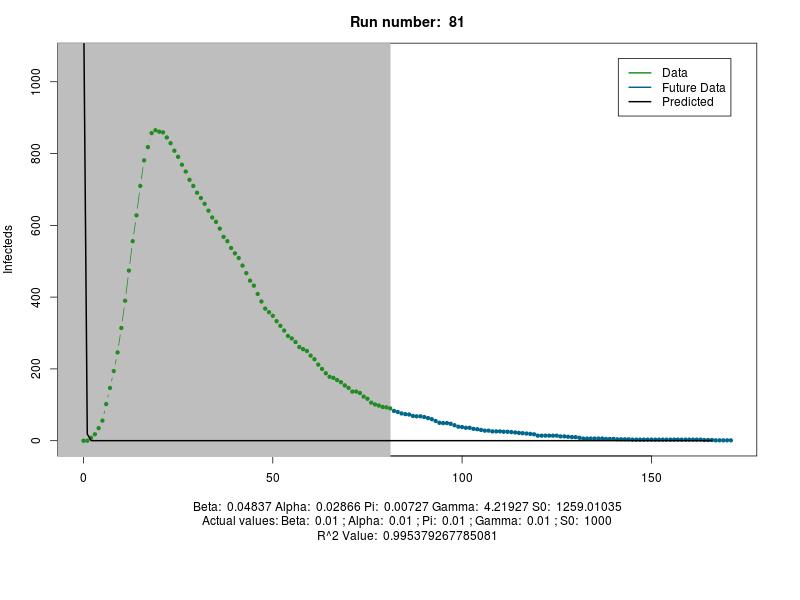 Run number: 81
Data
Future Data
Predicted
Infecteds
1000
800
600
400
200
0
0 50 100 150
Beta: 0.04837 Alpha: 0.02866 Pi: 0.00727 Gamma: 4.21927 S0: 1259.01035
Actual values: Beta: 0.01 ; Alpha: 0.01 ; Pi: 0.01 ; Gamma: 0.01 ; S0: 1000
R^2 Value: 0.995379267785081